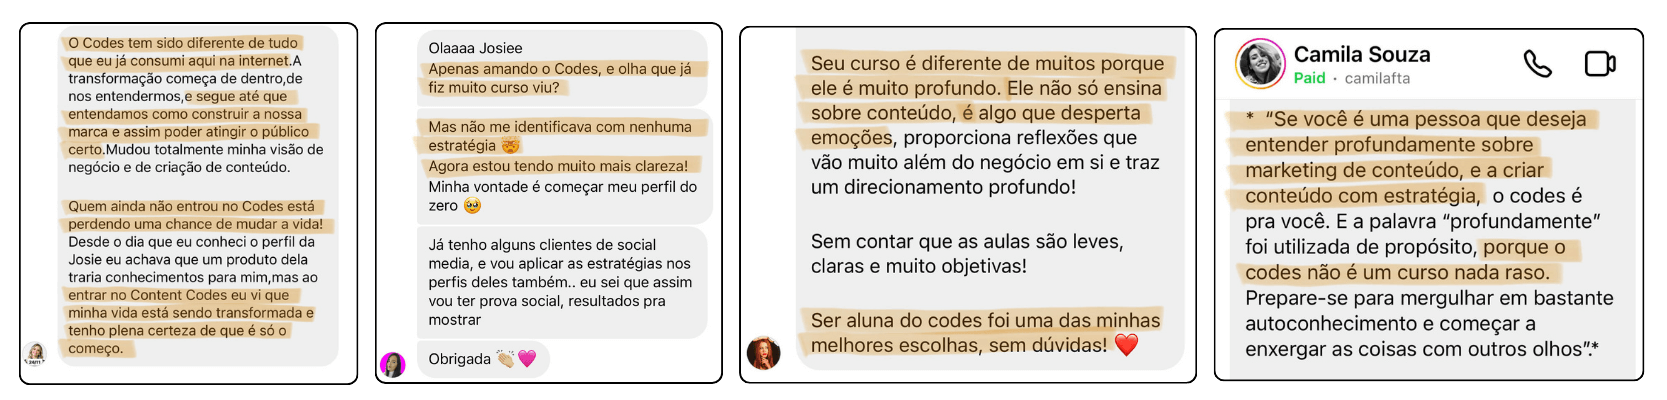 O Codes tem sido diferente de tudo
que eu já consumi aqui na internet.A
transformação começa de dentro,de
nos entendermos,e segue até que
entendamos como construir a nossa
marca e assim poder atingir o público
certo.Mudou totalmente minha visão de
negócio e de criação de conteúdo.
Quem ainda não entrou no Codes está
perdendo uma chance de mudar a vida!
Desde o dia que eu conheci o perfil da
Josie eu achava que um produto dela
traria conhecimentos para mim,mas ao
entrar no Content Codes eu vi que
minha vida está sendo transformada e
tenho plena certeza de que é só o
começo.
Olaaaa Josiee
Apenas amando o Codes, e olha que já
fiz muito curso viu?
Mas não me identificava com nenhuma
estratégia 🤯
Agora estou tendo muito mais clareza!
Minha vontade é começar meu perfil do
zero 🥹
Já tenho alguns clientes de social
media, e vou aplicar as estratégias nos
perfis deles também.. eu sei que assim
vou ter prova social, resultados pra
mostrar
Obrigada 👏🏻💗
Seu curso é diferente de muitos porque
ele é muito profundo. Ele não só ensina
sobre conteúdo, é algo que desperta
emoções, proporciona reflexões que
vão muito além do negócio em si e traz
um direcionamento profundo!
Sem contar que as aulas são leves,
claras e muito objetivas!
Ser aluna do codes foi uma das minhas
melhores escolhas, sem dúvidas! ❤️
Camila Souza
Paid · camilafta
* “Se você é uma pessoa que deseja
entender profundamente sobre
marketing de conteúdo, e a criar
conteúdo com estratégia, o codes é
pra você. E a palavra “profundamente”
foi utilizada de propósito, porque o
codes não é um curso nada raso.
Prepare-se para mergulhar em bastante
autoconhecimento e começar a
enxergar as coisas com outros olhos”.*